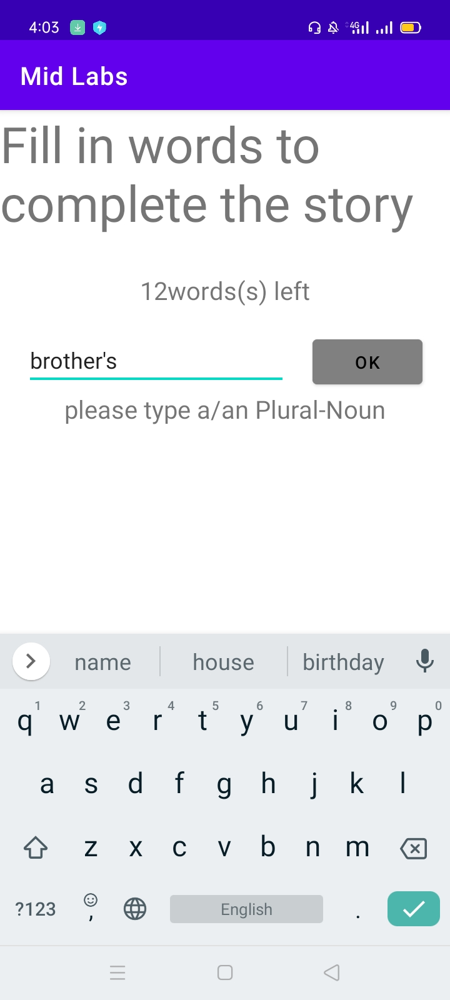 4:03 4G
Mid Labs
Fill in words to
complete the story
12words(s) left
brother's OK
please type a/an Plural-Noun
name house birthday
1 2 3 4 5 6 7 8 9 0
q w e r t y u i o p
a s d f g h j k l
z x c v b n m
?123 , English .